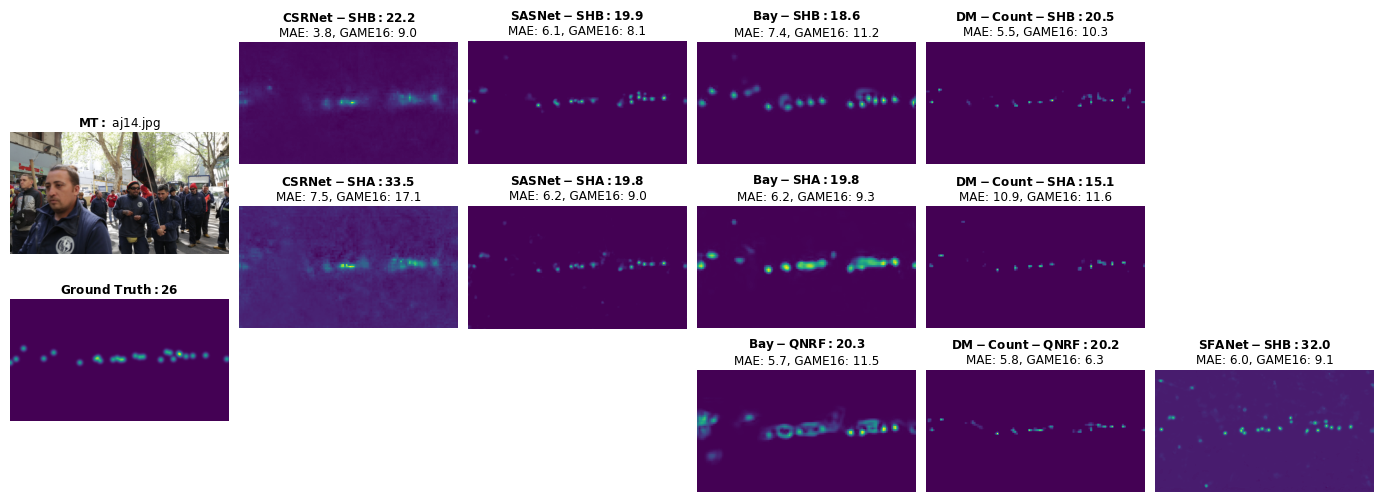 CSRNet − SHB : 22.2
MAE: 3.8, GAME16: 9.0
SASNet − SHB : 19.9
MAE: 6.1, GAME16: 8.1
Bay − SHB : 18.6
MAE: 7.4, GAME16: 11.2
DM − Count − SHB : 20.5
MAE: 5.5, GAME16: 10.3
MT : aj14.jpg
CSRNet − SHA : 33.5
MAE: 7.5, GAME16: 17.1
SASNet − SHA : 19.8
MAE: 6.2, GAME16: 9.0
Bay − SHA : 19.8
MAE: 6.2, GAME16: 9.3
DM − Count − SHA : 15.1
MAE: 10.9, GAME16: 11.6
Ground Truth : 26
Bay − QNRF : 20.3
MAE: 5.7, GAME16: 11.5
DM − Count − QNRF : 20.2
MAE: 5.8, GAME16: 6.3
SFANet − SHB : 32.0
MAE: 6.0, GAME16: 9.1